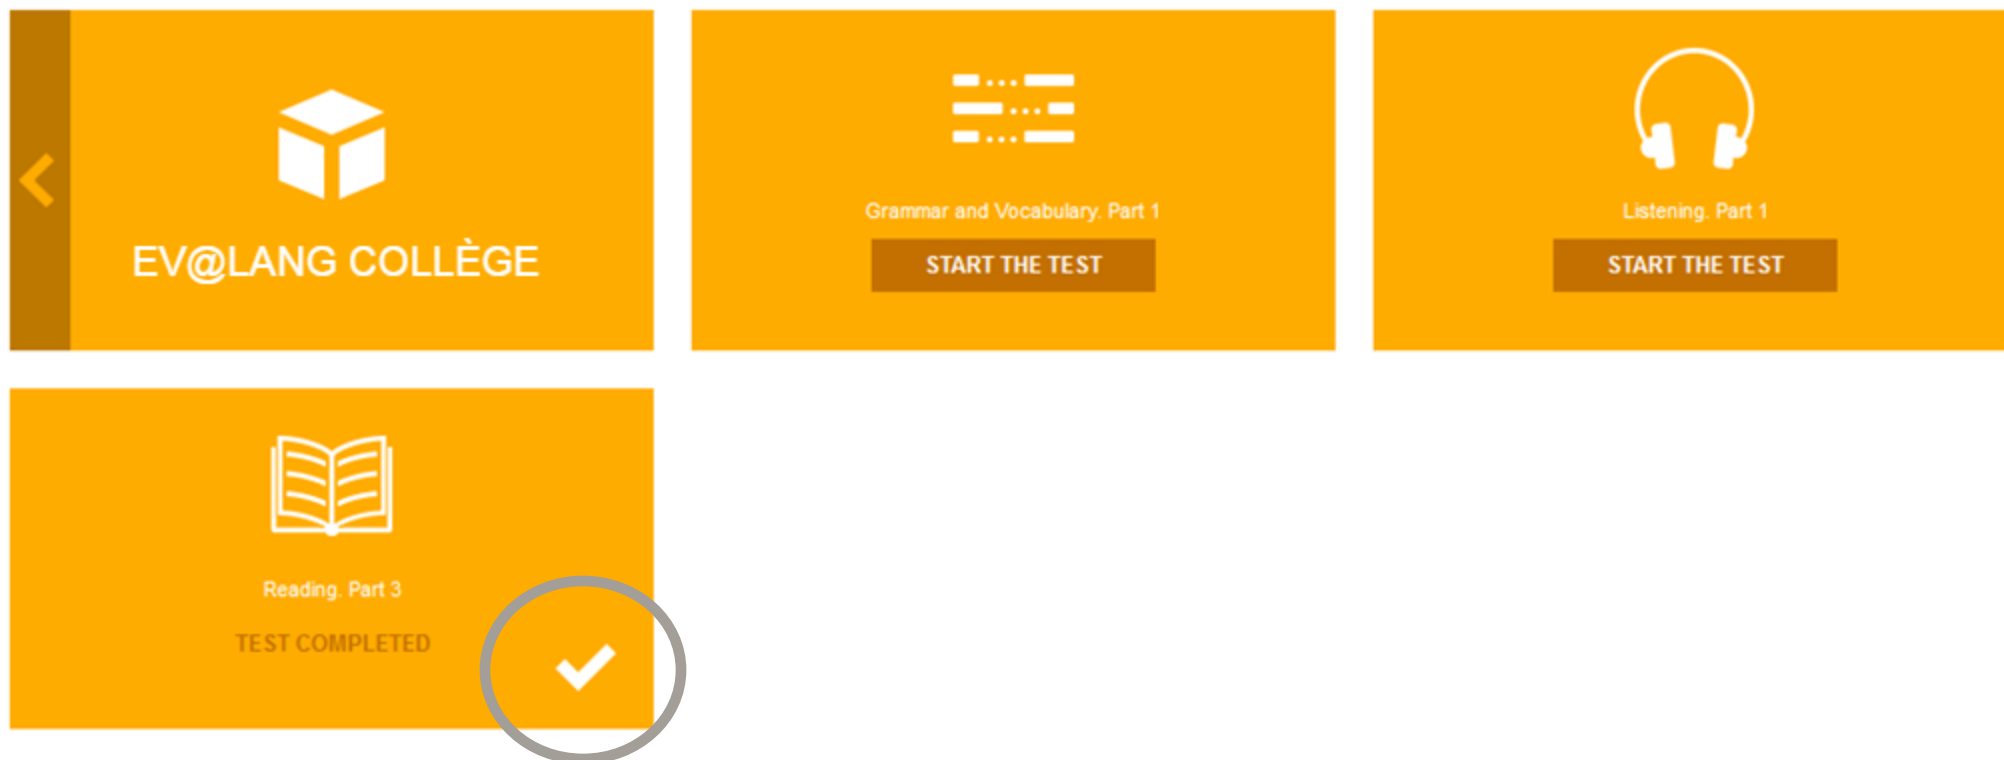 EV@LANG COLLÈGE
Grammar and Vocabulary. Part 1
START THE TEST
Listening. Part 1
START THE TEST
Reading. Part 3
TEST COMPLETED